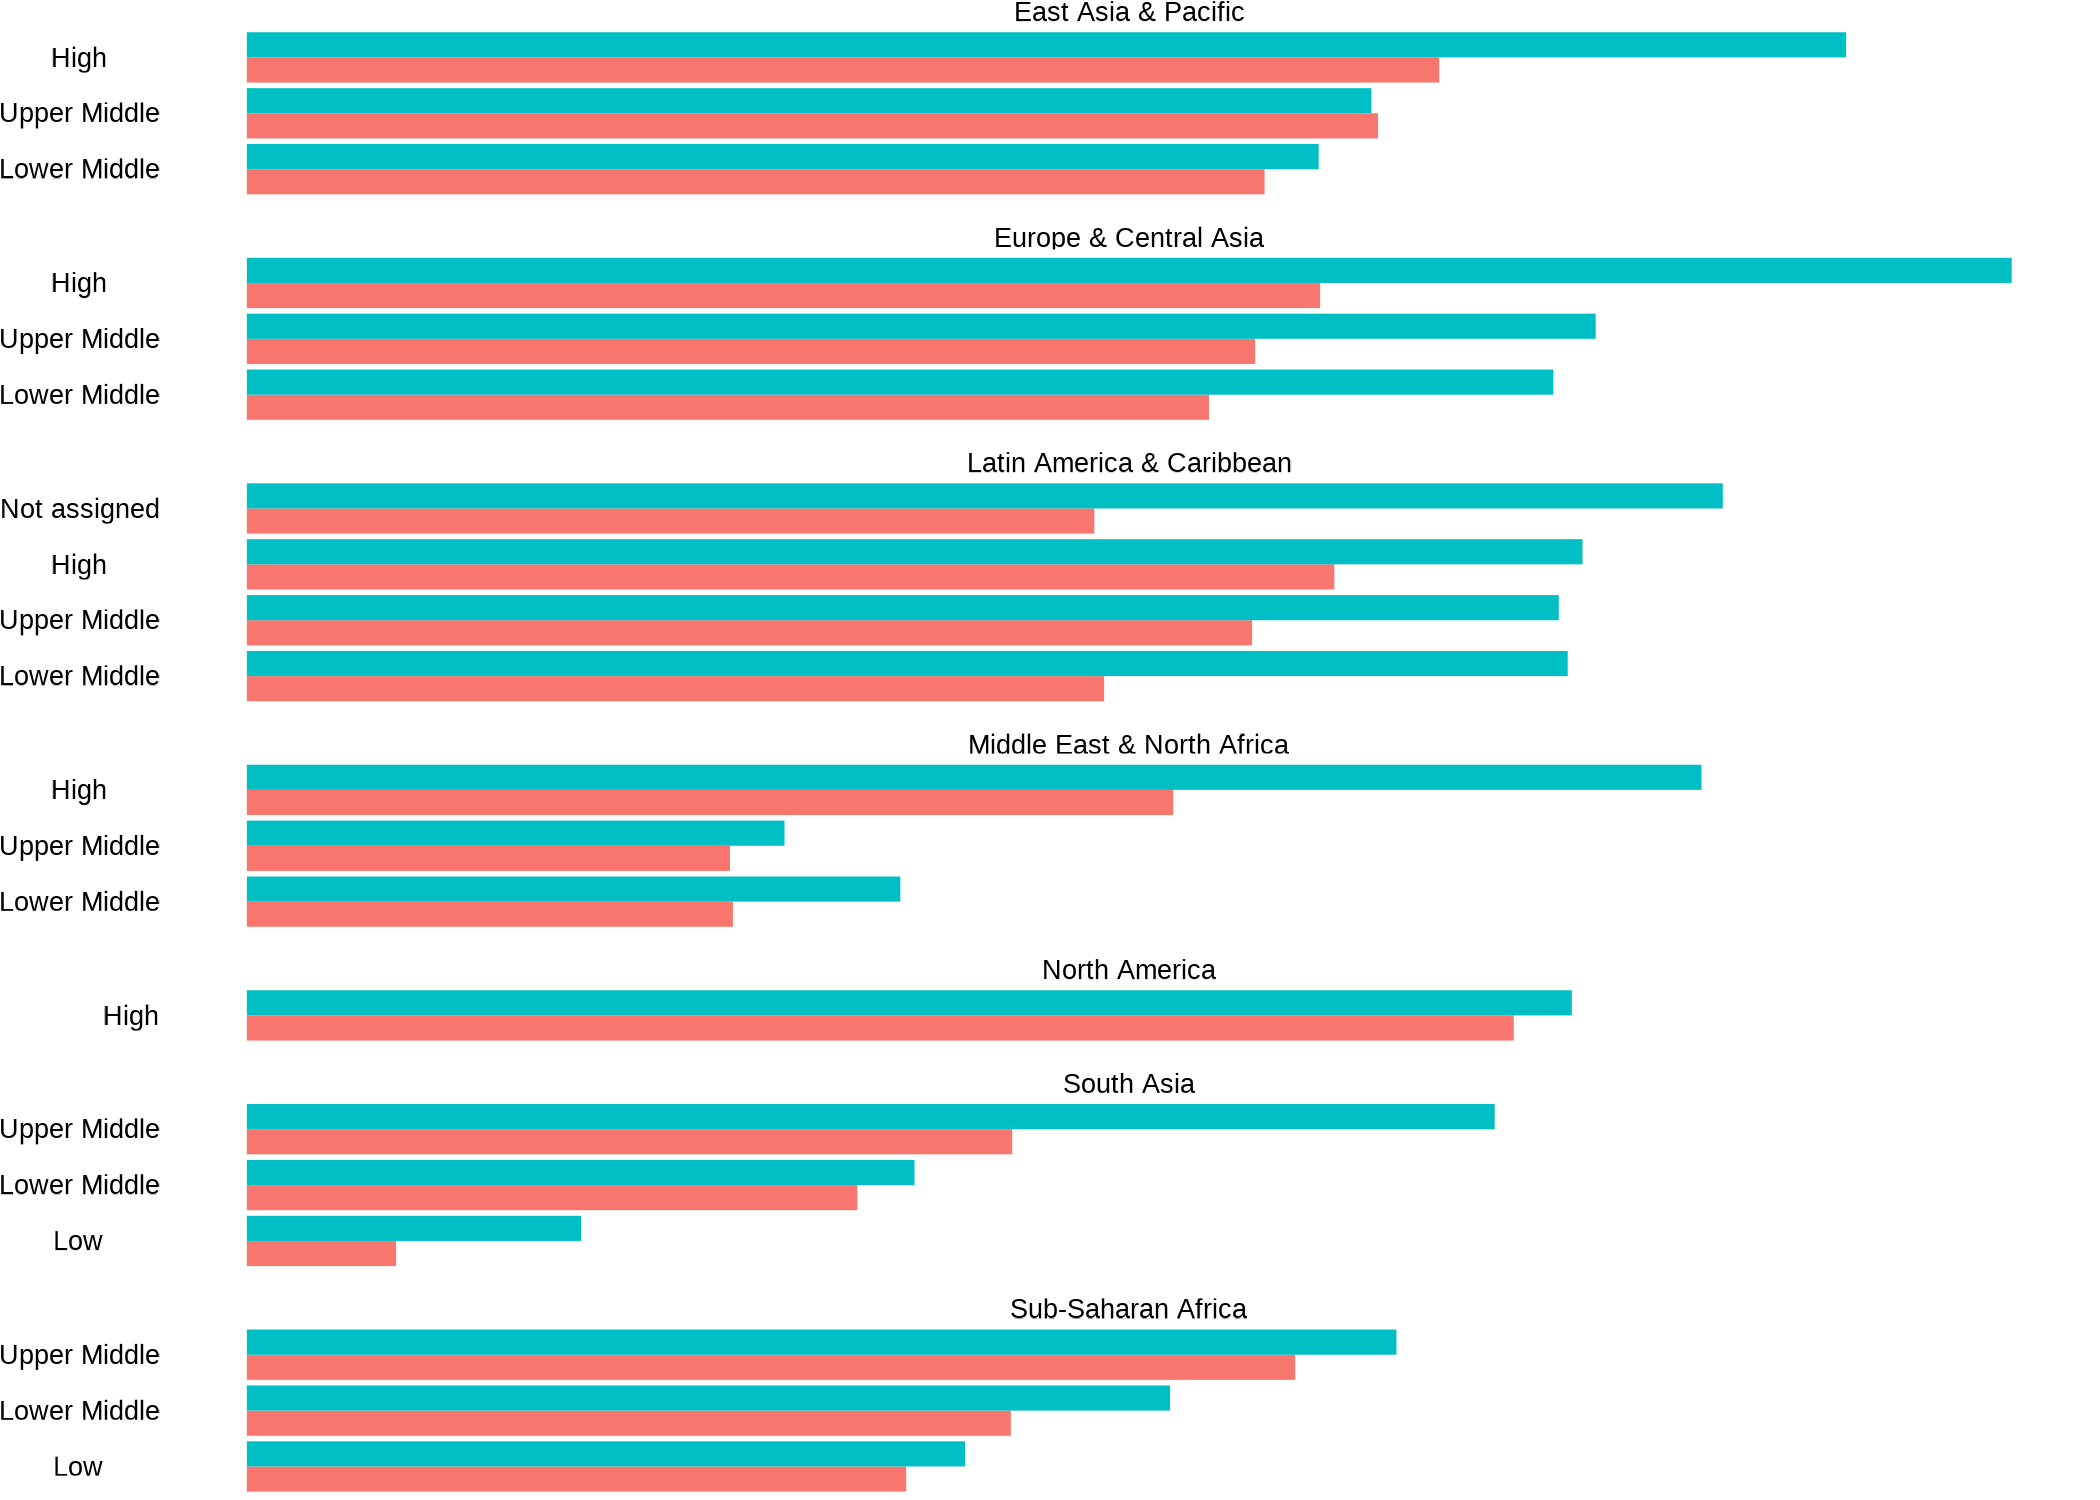 East Asia & Pacific
High
Upper Middle
Lower Middle
Europe & Central Asia
High
Upper Middle
Lower Middle
Latin America & Caribbean
Not assigned
High
Upper Middle
Lower Middle
Middle East & North Africa
High
Upper Middle
Lower Middle
North America
High
South Asia
Upper Middle
Lower Middle
Low
Sub-Saharan Africa
Upper Middle
Lower Middle
Low